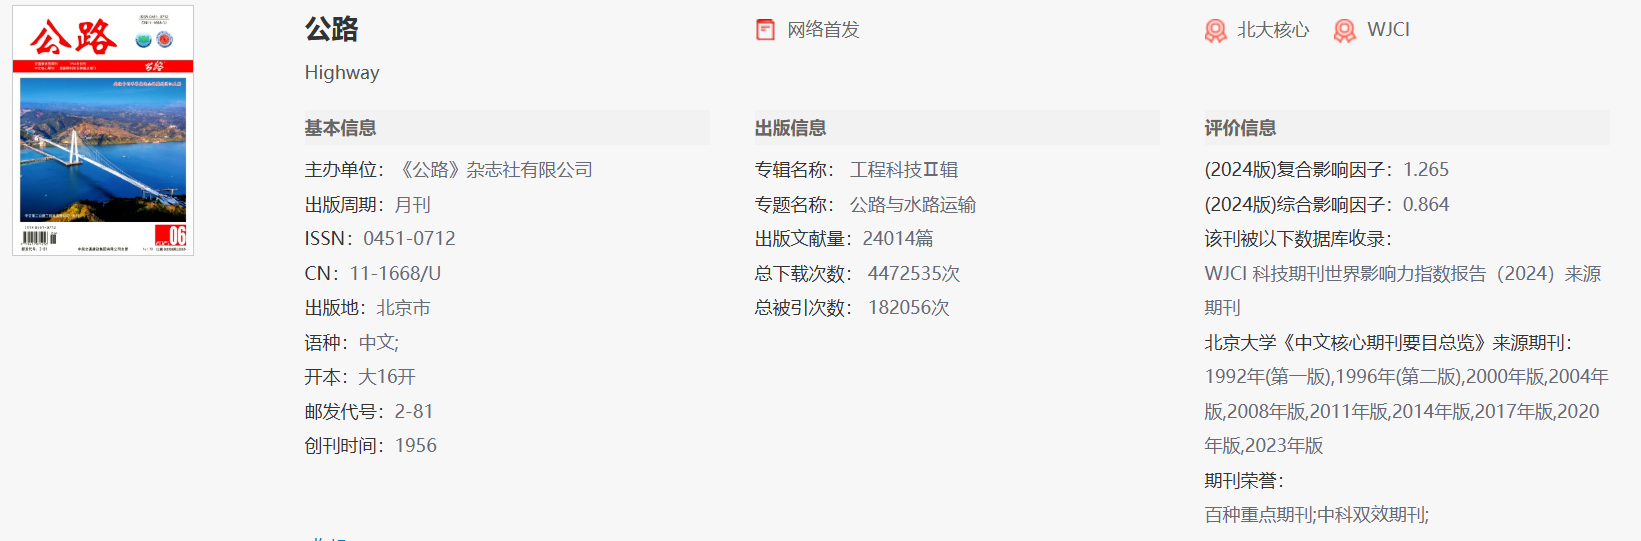 公路
ISSN 0451-0712
CN11-1668/U
公路
06
公路
网络首发
北大核心
WJCI
Highway
基本信息
主办单位：《公路》杂志社有限公司
出版周期：月刊
ISSN：0451-0712
CN：11-1668/U
出版地：北京市
语种：中文;
开本：大16开
邮发代号：2-81
创刊时间：1956
出版信息
专辑名称： 工程科技Ⅱ辑
专题名称： 公路与水路运输
出版文献量：24014篇
总下载次数： 4472535次
总被引次数： 182056次
评价信息
(2024版)复合影响因子：1.265
(2024版)综合影响因子：0.864
该刊被以下数据库收录：
WJCI 科技期刊世界影响力指数报告（2024）来源
期刊
北京大学《中文核心期刊要目总览》来源期刊：
1992年(第一版),1996年(第二版),2000年版,2004年
版,2008年版,2011年版,2014年版,2017年版,2020
年版,2023年版
期刊荣誉：
百种重点期刊;中科双效期刊;